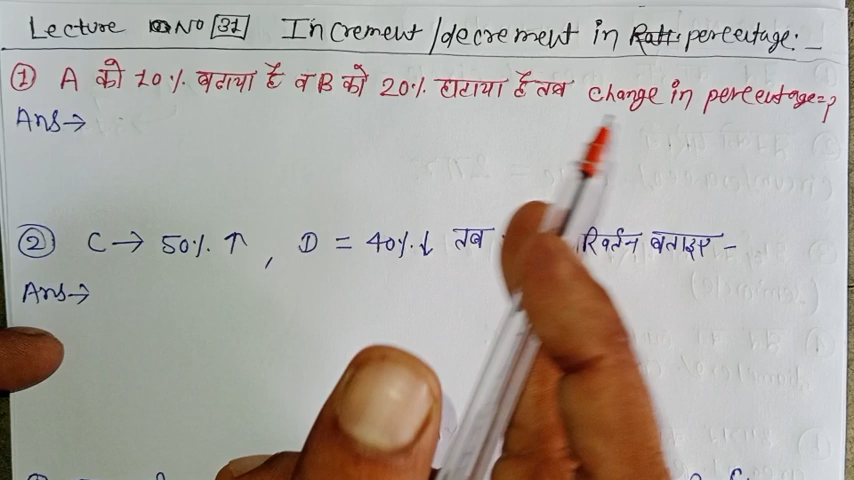 Lecture No 31 Increment/decrement in percentage:-
① A को 10% बढाया है व B को 20% हाटाया है तब change in percentage=?
Ans→
② C → 50%. ↑, D = 40%.↓ तब रिवर्तन बताइए -
Ans→